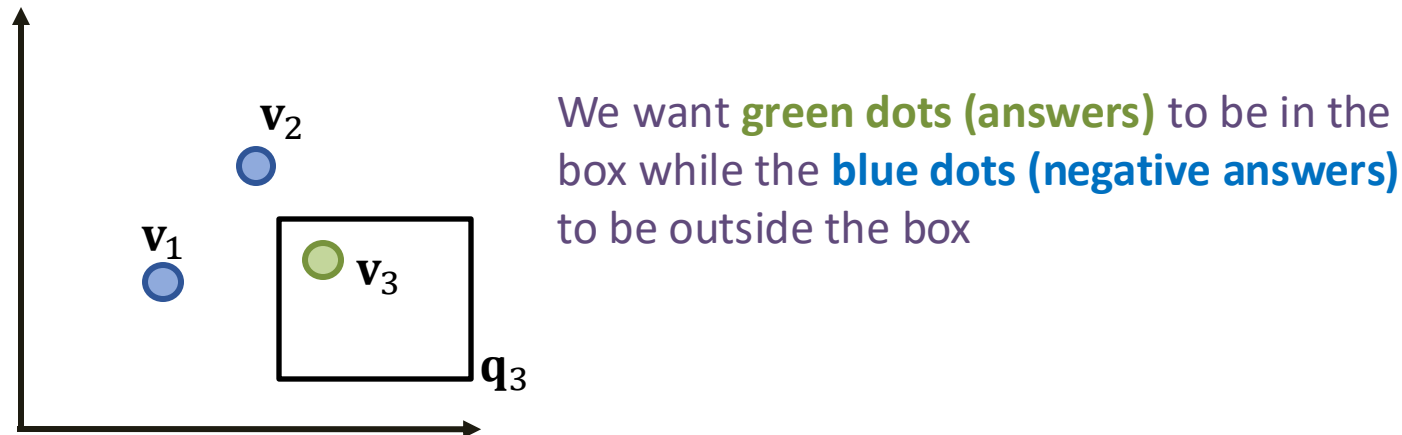 v₂
v₁
v₃
q₃
We want green dots (answers) to be in the
box while the blue dots (negative answers)
to be outside the box